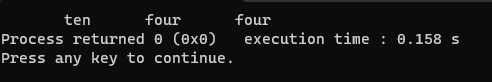 ten four four
Process returned 0 (0x0) execution time : 0.158 s
Press any key to continue.